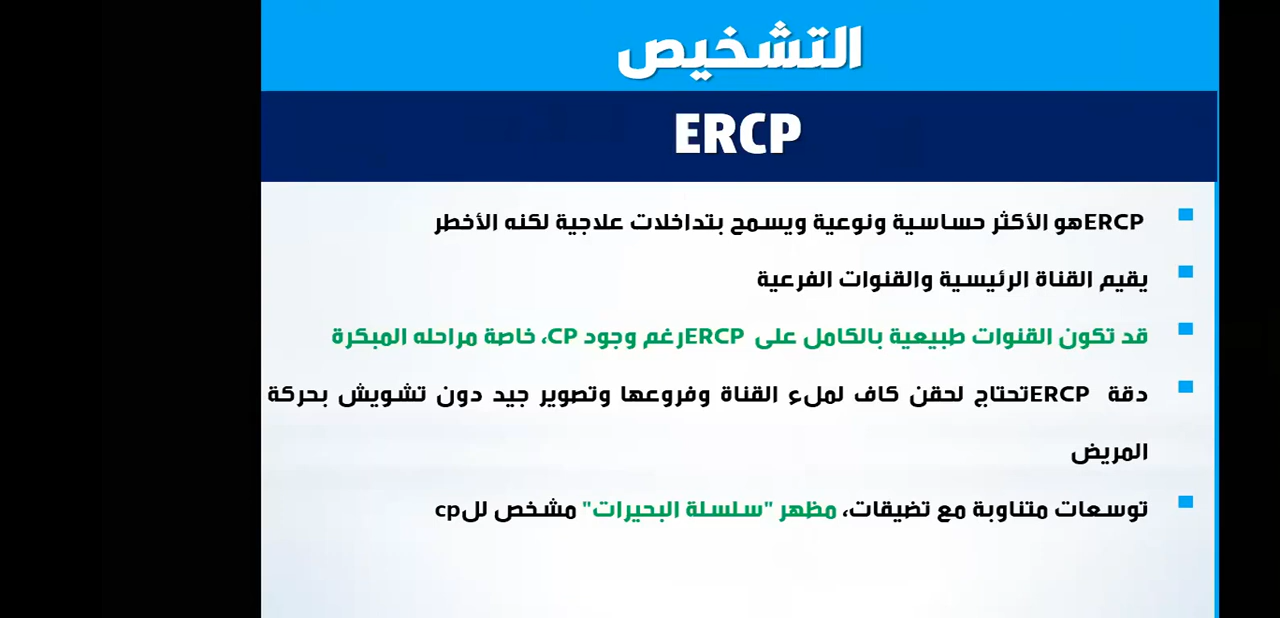 التشخيص
ERCP
ERCPهو الأكثر حساسية ونوعية ويسمح بتداخلات علاجية لكنه الأخطر
يقيم القناة الرئيسية والقنوات الفرعية
قد تكون القنوات طبيعية بالكامل على ERCPرغم وجود CP، خاصة مراحله المبكرة
دقة ERCPتحتاج لحقن كاف لملء القناة وفروعها وتصوير جيد دون تشويش بحركة
المريض
توسعات متناوبة مع تضيقات، مظهر "سلسلة البحيرات" مشخص للcp